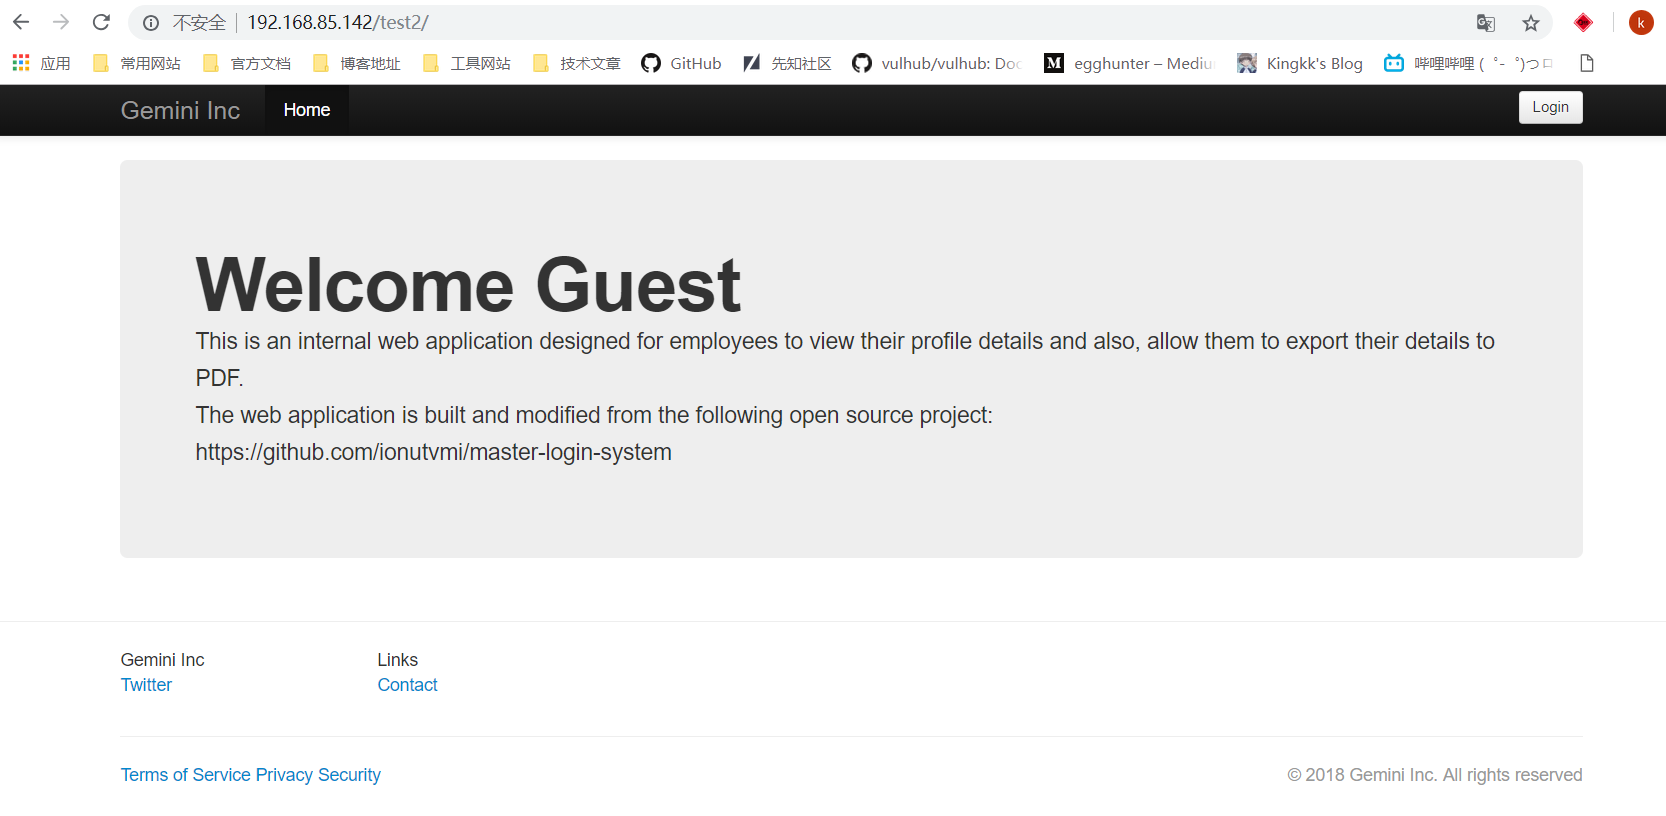 不安全 192.168.85.142/test2/
k
应用 常用网站 官方文档 博客地址 工具网站 技术文章 GitHub 先知社区 vulhub/vulhub: Doc egghunter – Mediu Kingkk's Blog 哔哩哔哩 ( ゜- ゜)つロ
Gemini Inc Home Login
Welcome Guest
This is an internal web application designed for employees to view their profile details and also, allow them to export their details to
PDF.
The web application is built and modified from the following open source project:
https://github.com/ionutvmi/master-login-system
Gemini Inc Links
Twitter Contact
Terms of Service Privacy Security © 2018 Gemini Inc. All rights reserved